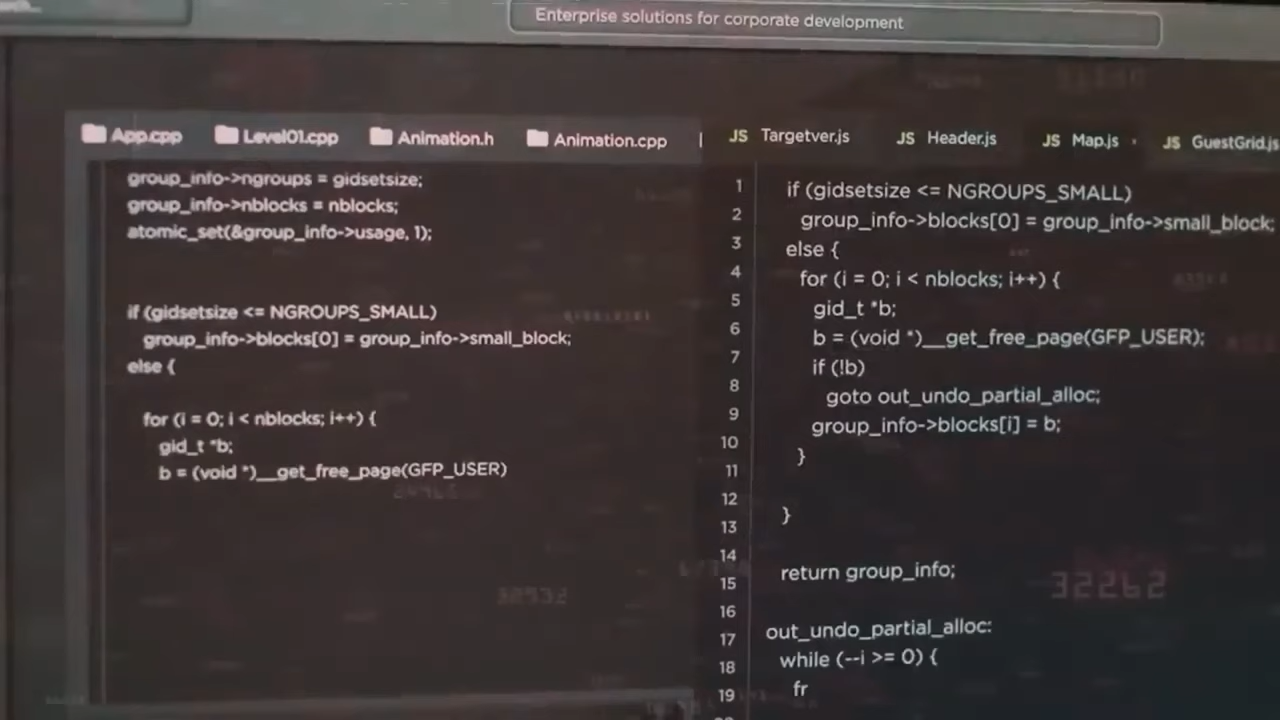 Enterprise solutions for corporate development
App.cpp Level01.cpp Animation.h Animation.cpp
group_info->ngroups = gidsetsize;
group_info->nblocks = nblocks;
atomic_set(&group_info->usage, 1);
if (gidsetsize <= NGROUPS_SMALL)
group_info->blocks[0] = group_info->small_block;
else {
for (i = 0; i < nblocks; i++) {
gid_t *b;
b = (void *)__get_free_page(GFP_USER)
JS Targetver.js JS Header.js JS Map.js JS GuestGrid.js
1 if (gidsetsize <= NGROUPS_SMALL)
2 group_info->blocks[0] = group_info->small_block;
3 else {
4 for (i = 0; i < nblocks; i++) {
5 gid_t *b;
6 b = (void *)__get_free_page(GFP_USER);
7 if (!b)
8 goto out_undo_partial_alloc;
9 group_info->blocks[i] = b;
10 }
11
12 }
13
14 return group_info;
15
16 out_undo_partial_alloc:
17
18 while (--i >= 0) {
19 fr
32262